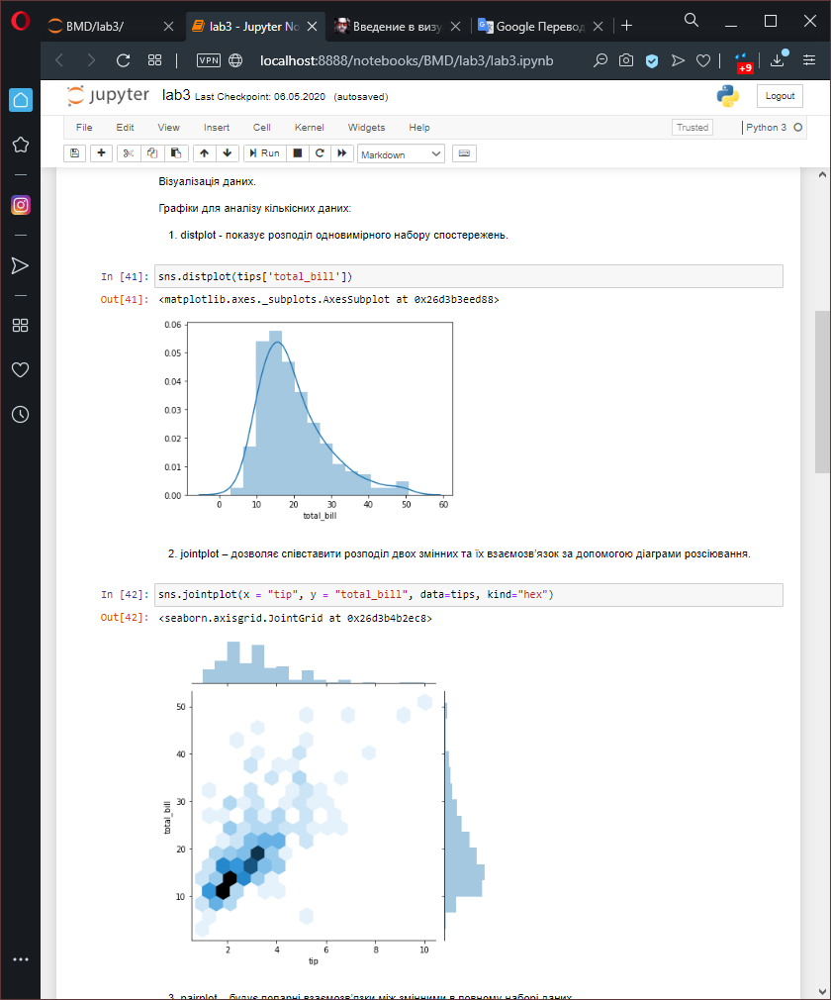 BMD/lab3/
lab3 - Jupyter No
Введение в визу
Google Перевод
VPN
localhost:8888/notebooks/BMD/lab3/lab3.ipynb
+9
jupyter lab3 Last Checkpoint: 06.05.2020 (autosaved)
Logout
File Edit View Insert Cell Kernel Widgets Help
Trusted
Python 3
Run
Markdown
Візуалізація даних.
Графіки для аналізу кількісних даних:
1. distplot - показує розподіл одновимірного набору спостережень.
In [41]: sns.distplot(tips['total_bill'])
Out[41]: <matplotlib.axes._subplots.AxesSubplot at 0x26d3b3eed88>
0.06
0.05
0.04
0.03
0.02
0.01
0.00
0 10 20 30 40 50 60
total_bill
2. jointplot – дозволяє співставити розподіл двох змінних та їх взаємозв'язок за допомогою діаграми розсіювання.
In [42]: sns.jointplot(x = "tip", y = "total_bill", data=tips, kind="hex")
Out[42]: <seaborn.axisgrid.JointGrid at 0x26d3b4b2ec8>
50
40
30
total_bill
20
10
2 4 6 8 10
tip
3. pairplot – будує попарні взаємозв'язки між змінними в повному наборі даних